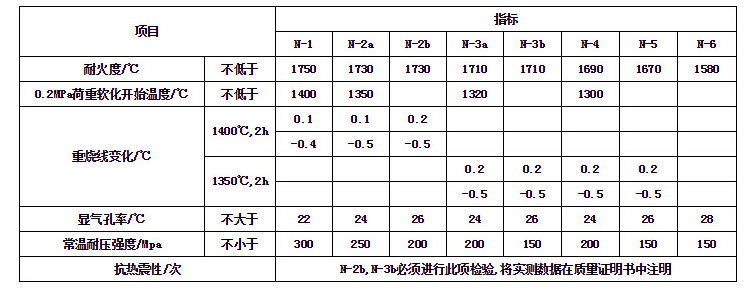 项目 指标
N-1 N-2a N-2b N-3a N-3b N-4 N-5 N-6
耐火度/℃ 不低于 1750 1730 1730 1710 1710 1690 1670 1580
0.2MPa荷重软化开始温度/℃ 不低于 1400 1350 1320 1300
重烧线变化/℃ 1400℃,2h 0.1 0.1 0.2
-0.4 -0.5 -0.5
1350℃,2h 0.2 0.2 0.2 0.2
-0.5 -0.5 -0.5 -0.5
显气孔率/℃ 不大于 22 24 26 24 26 24 26 28
常温耐压强度/Mpa 不小于 300 250 200 200 150 200 150 150
抗热震性/次 N-2b,N-3b必须进行此项检验,将实测数据在质量证明书中注明